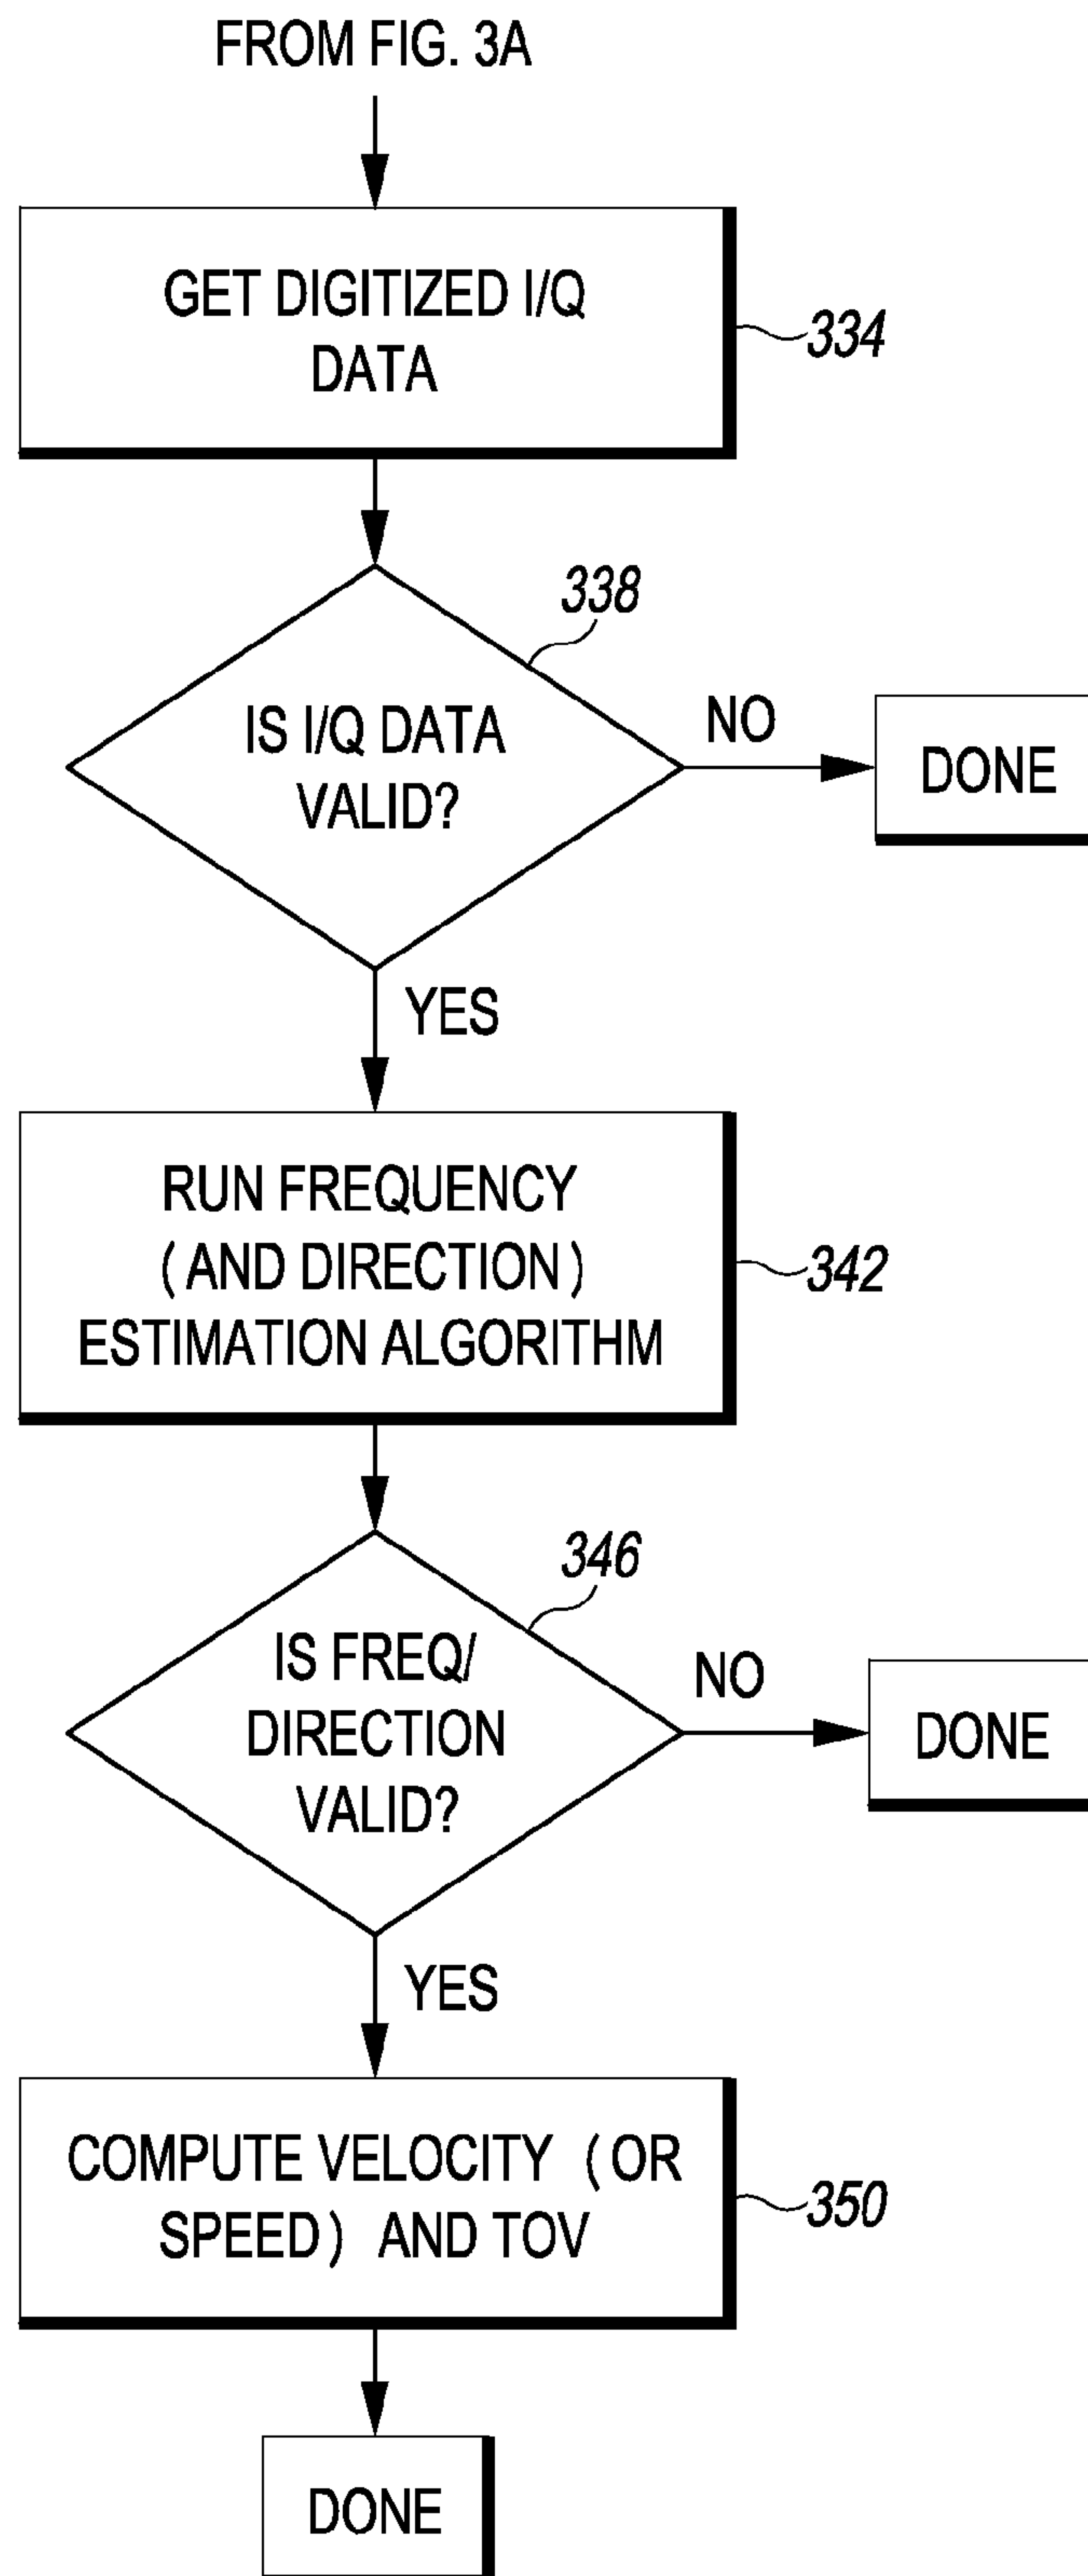 FROM FIG. 3A
GET DIGITIZED I/Q
DATA
334
338
IS I/Q DATA
VALID?
NO
DONE
YES
RUN FREQUENCY
(AND DIRECTION)
ESTIMATION ALGORITHM
342
346
IS FREQ/
DIRECTION
VALID?
NO
DONE
YES
COMPUTE VELOCITY (OR
SPEED) AND TOV
350
DONE